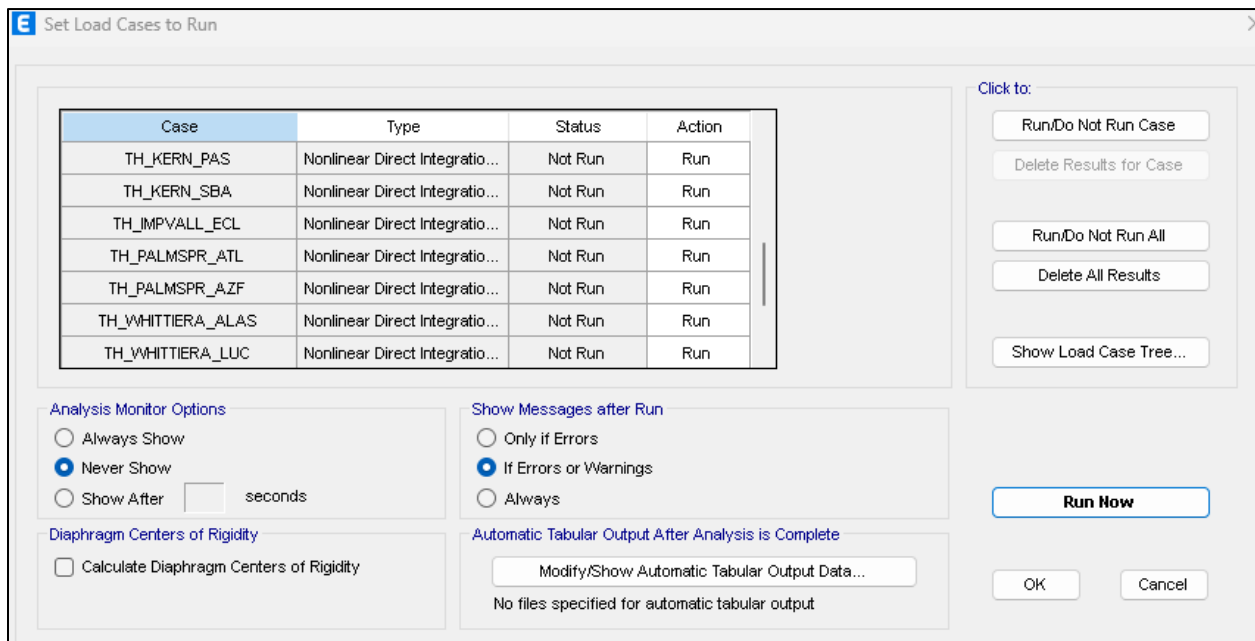 E Set Load Cases to Run
Click to:
Case Type Status Action
TH_KERN_PAS Nonlinear Direct Integratio... Not Run Run
TH_KERN_SBA Nonlinear Direct Integratio... Not Run Run
TH_IMPVALL_ECL Nonlinear Direct Integratio... Not Run Run
TH_PALMSPR_ATL Nonlinear Direct Integratio... Not Run Run
TH_PALMSPR_AZF Nonlinear Direct Integratio... Not Run Run
TH_WHITTIERA_ALAS Nonlinear Direct Integratio... Not Run Run
TH_WHITTIERA_LUC Nonlinear Direct Integratio... Not Run Run
Run/Do Not Run Case
Delete Results for Case
Run/Do Not Run All
Delete All Results
Show Load Case Tree...
Analysis Monitor Options
Always Show
Never Show
Show After seconds
Show Messages after Run
Only if Errors
If Errors or Warnings
Always
Run Now
Diaphragm Centers of Rigidity
Calculate Diaphragm Centers of Rigidity
Automatic Tabular Output After Analysis is Complete
Modify/Show Automatic Tabular Output Data...
No files specified for automatic tabular output
OK
Cancel